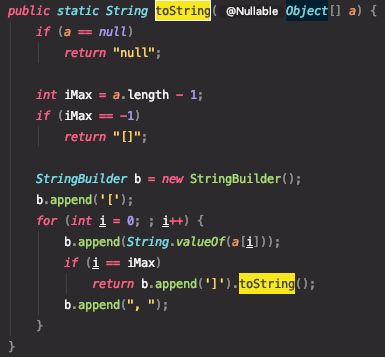 public static String toString( @Nullable Object[] a) {
    if (a == null)
        return "null";

    int iMax = a.length - 1;
    if (iMax == -1)
        return "[]";

    StringBuilder b = new StringBuilder();
    b.append('[');
    for (int i = 0; ; i++) {
        b.append(String.valueOf(a[i]));
        if (i == iMax)
            return b.append(']').toString();
        b.append(", ");
    }
}